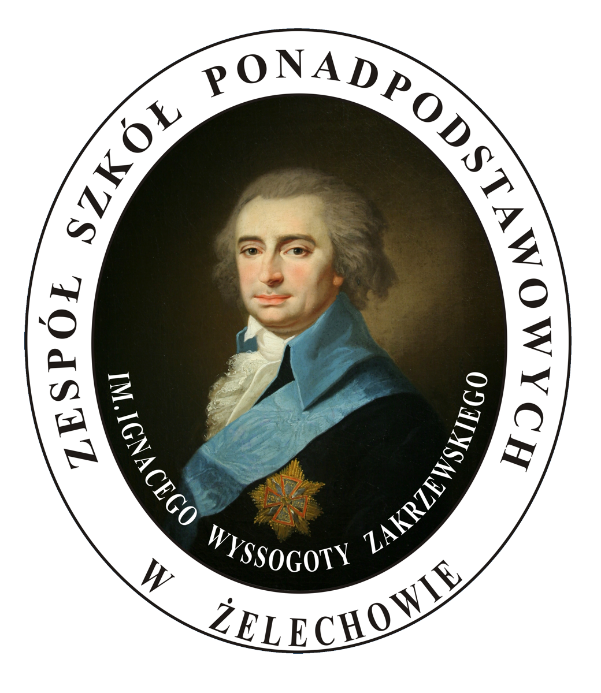 ZESPÓŁ SZKÓŁ PONADPODSTAWOWYCH
IM.IGNACEGO WYSSOGOTY ZAKRZEWSKIEGO
W ŻELECHOWIE